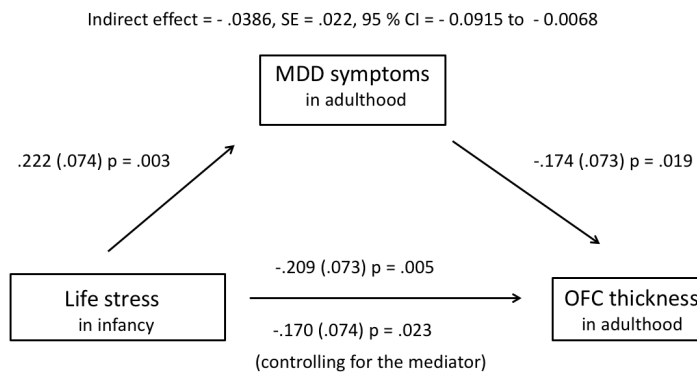 Indirect effect = - .0386, SE = .022, 95 % CI = - 0.0915 to - 0.0068
MDD symptoms
in adulthood
.222 (.074) p = .003
-.174 (.073) p = .019
-.209 (.073) p = .005
Life stress
in infancy
OFC thickness
in adulthood
-.170 (.074) p = .023
(controlling for the mediator)